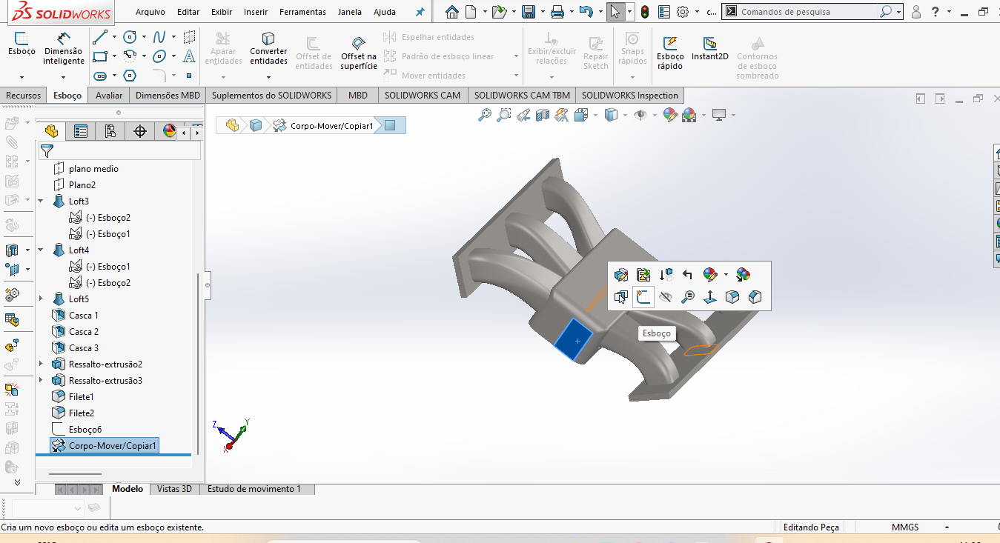 SOLIDWORKS
Arquivo Editar Exibir Inserir Ferramentas Janela Ajuda
c...
Comandos de pesquisa
?
Esboço
Dimensão inteligente
Aparar entidades
Converter entidades
Offset de entidades
Offset na superfície
Espelhar entidades
Padrão de esboço linear
Mover entidades
Exibir/excluir relações
Repair Sketch
Snaps rápidos
Esboço rápido
Instant2D
Contornos de esboço sombreado
Recursos Esboço Avaliar Dimensões MBD Suplementos do SOLIDWORKS MBD SOLIDWORKS CAM SOLIDWORKS CAM TBM SOLIDWORKS Inspection
Corpo-Mover/Copiar1
plano medio
Plano2
Loft3
(-) Esboço2
(-) Esboço1
Loft4
(-) Esboço1
(-) Esboço2
Loft5
Casca 1
Casca 2
Casca 3
Ressalto-extrusão2
Ressalto-extrusão3
Filete1
Filete2
Esboço6
Corpo-Mover/Copiar1
Esboço
Z
Y
X
Modelo Vistas 3D Estudo de movimento 1
Cria um novo esboço ou edita um esboço existente.
Editando Peça
MMGS